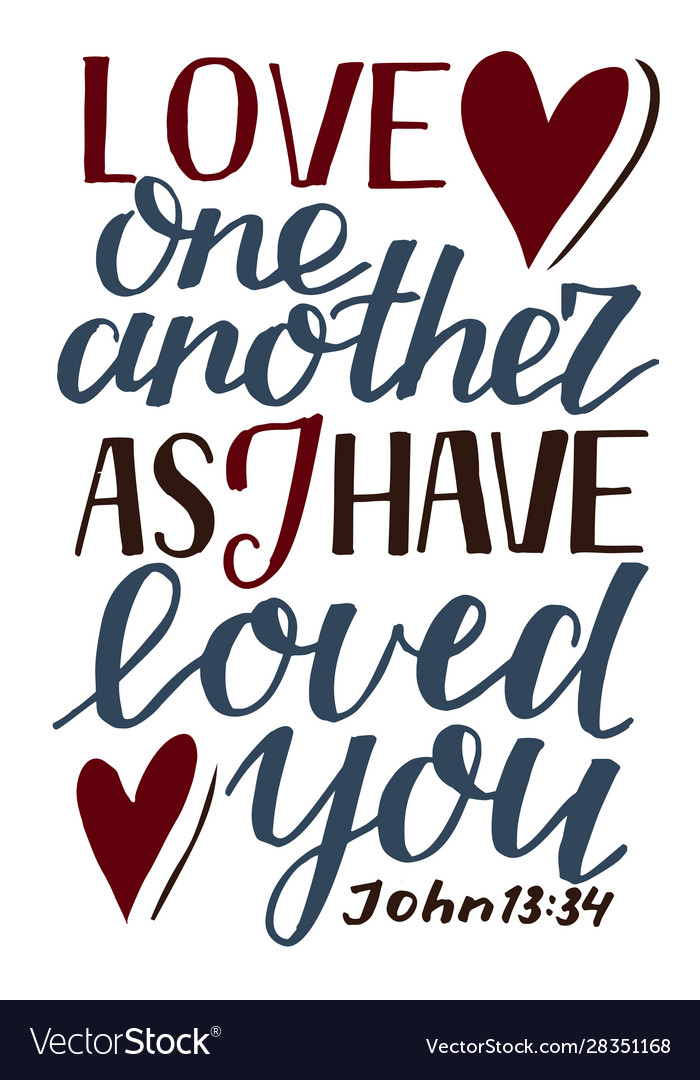 LOVE
one
another
AS I HAVE
loved
you
John 13:34
VectorStock®
VectorStock.com/28351168